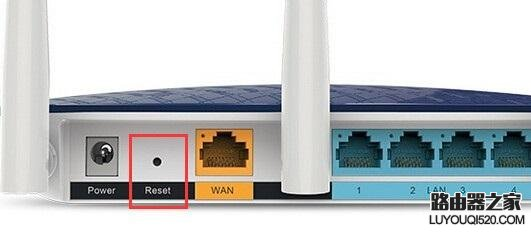 Power
Reset
WAN
1 2 LAN 3 4
路由器之家
LUYOUQI520.COM